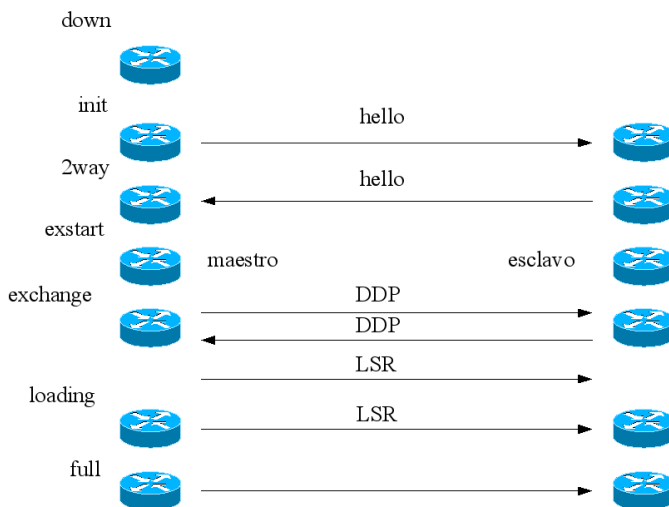 down
init
hello
2way
hello
exstart
maestro esclavo
exchange
DDP
DDP
LSR
loading
LSR
full